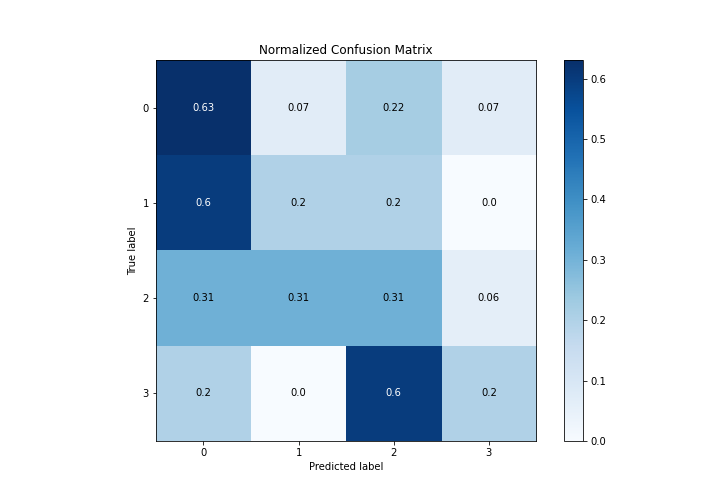 Normalized Confusion Matrix
0 0.63 0.07 0.22 0.07
1 0.6 0.2 0.2 0.0
2 0.31 0.31 0.31 0.06
3 0.2 0.0 0.6 0.2
0 1 2 3
True label
Predicted label
0.6
0.5
0.4
0.3
0.2
0.1
0.0